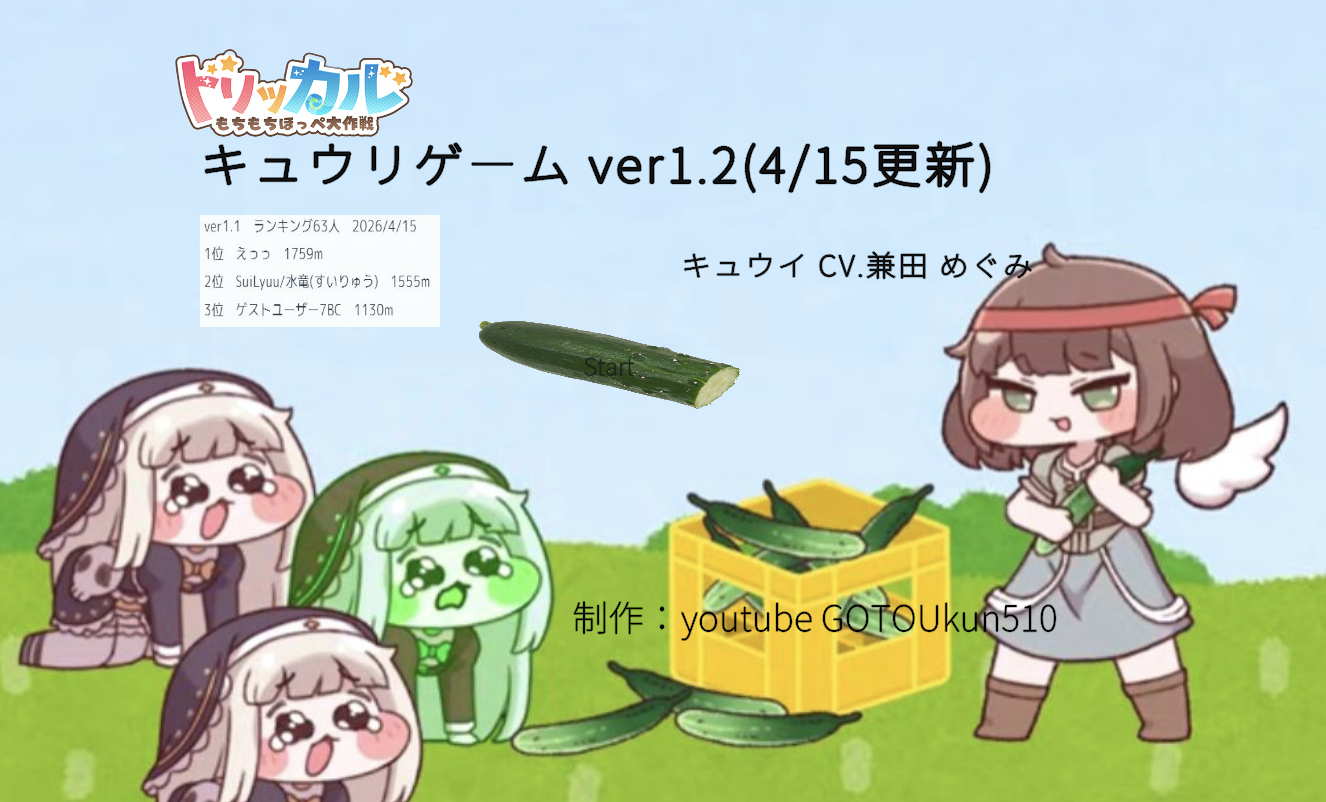 トリッカル
もちもちほっぺ大作戦
キュウリゲーム ver1.2(4/15更新)
ver1.1 ランキング63人 2026/4/15
1位 えっっ 1759m
2位 SuiLyuu/水竜(すいりゅう) 1555m
3位 ゲストユーザー7BC 1130m
キュウイ CV.兼田 めぐみ
Start
制作：youtube GOTOUkun510